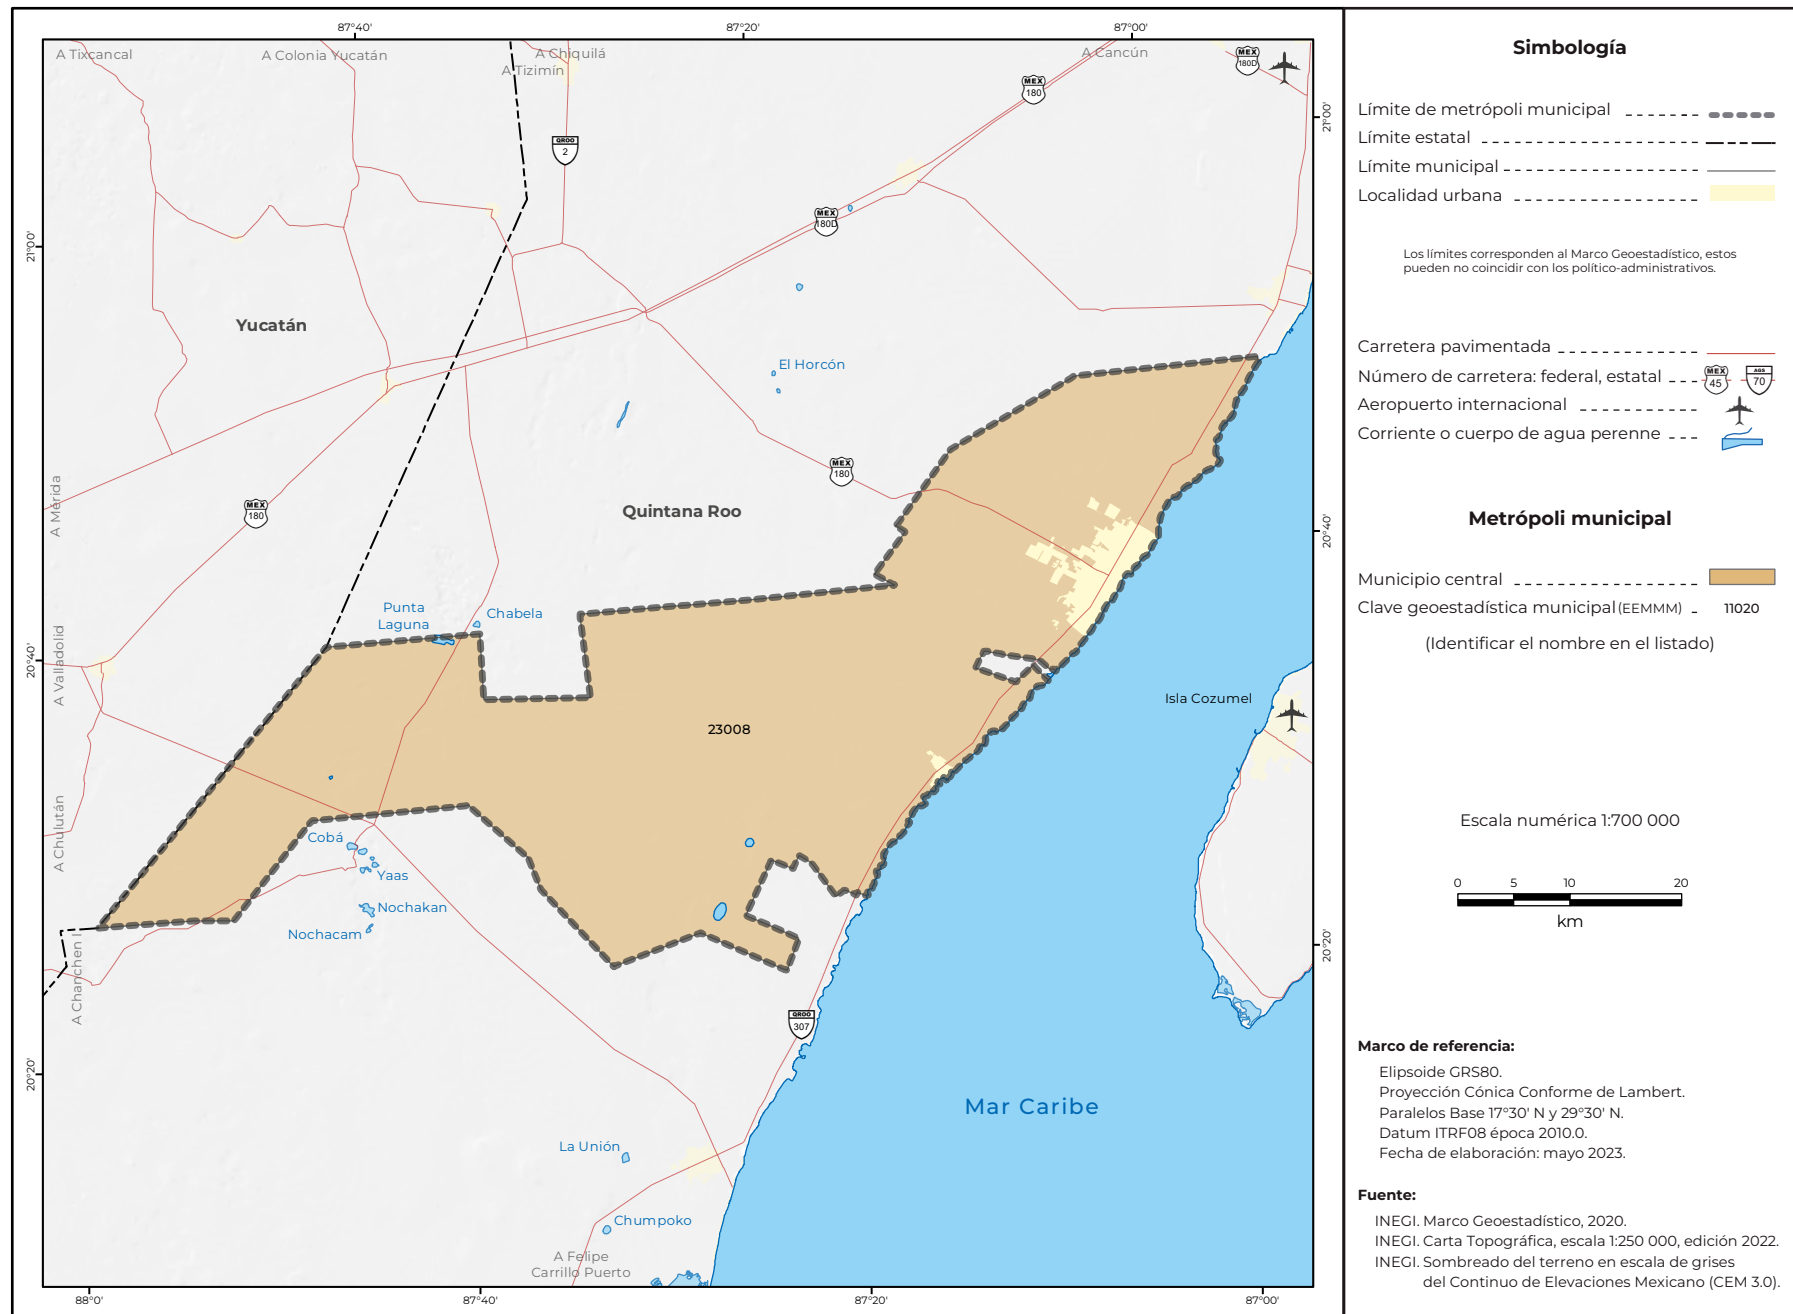 87°40'
87°20'
87°00'
A Tixcancal
A Colonia Yucatán
A Chiquilá
A Tizimín
A Cancún
MEX
180D
MEX
180
21°00'
QROO
2
MEX
180D
21°00'
Yucatán
El Horcón
MEX
180
A Mérida
MEX
180
Quintana Roo
20°40'
Punta
Laguna
Chabela
20°40'
A Valladolid
Isla Cozumel
23008
A Chulután
Cobá
Yaas
Nochakan
Nochacam
A Chanchen I
20°20'
QROO
307
20°20'
Mar Caribe
La Unión
Chumpoko
A Felipe
Carrillo Puerto
88°0'
87°40'
87°20'
87°00'
Simbología
Límite de metrópoli municipal
Límite estatal
Límite municipal
Localidad urbana
Los límites corresponden al Marco Geoestadístico, estos
pueden no coincidir con los político-administrativos.
Carretera pavimentada
Número de carretera: federal, estatal
MEX
45
AGS
70
Aeropuerto internacional
Corriente o cuerpo de agua perenne
Metrópoli municipal
Municipio central
Clave geoestadística municipal (EEMMM) 11020
(Identificar el nombre en el listado)
Escala numérica 1:700 000
0 5 10 20
km
Marco de referencia:
Elipsoide GRS80.
Proyección Cónica Conforme de Lambert.
Paralelos Base 17°30' N y 29°30' N.
Datum ITRF08 época 2010.0.
Fecha de elaboración: mayo 2023.
Fuente:
INEGI. Marco Geoestadístico, 2020.
INEGI. Carta Topográfica, escala 1:250 000, edición 2022.
INEGI. Sombreado del terreno en escala de grises
del Continuo de Elevaciones Mexicano (CEM 3.0).